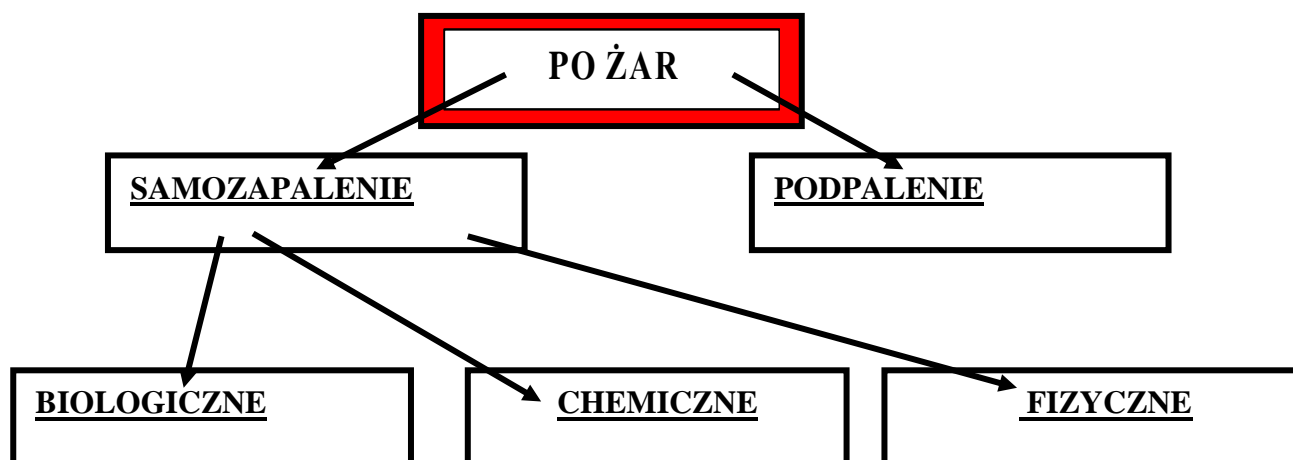 PO ŻAR
SAMOZAPALENIE
PODPALENIE
BIOLOGICZNE
CHEMICZNE
FIZYCZNE